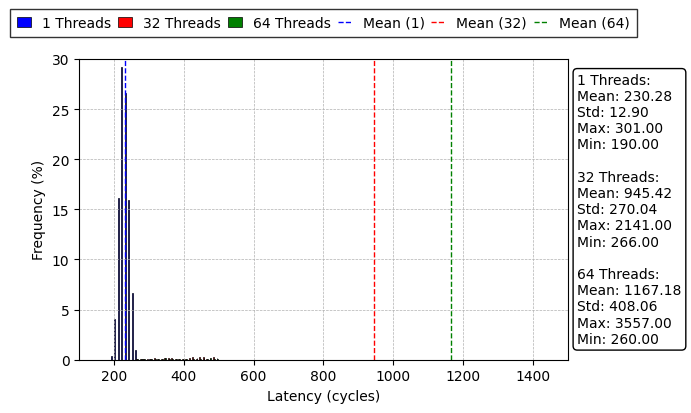 1 Threads 32 Threads 64 Threads Mean (1) Mean (32) Mean (64)
30
25
20
15
10
5
0
Frequency (%)
200 400 600 800 1000 1200 1400
Latency (cycles)
1 Threads:
Mean: 230.28
Std: 12.90
Max: 301.00
Min: 190.00
32 Threads:
Mean: 945.42
Std: 270.04
Max: 2141.00
Min: 266.00
64 Threads:
Mean: 1167.18
Std: 408.06
Max: 3557.00
Min: 260.00